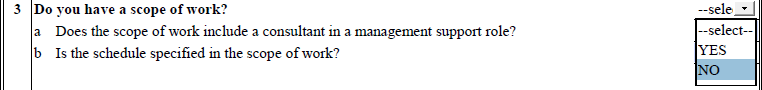 3 Do you have a scope of work? --sele
a Does the scope of work include a consultant in a management support role? --select--
b Is the schedule specified in the scope of work? YES
NO